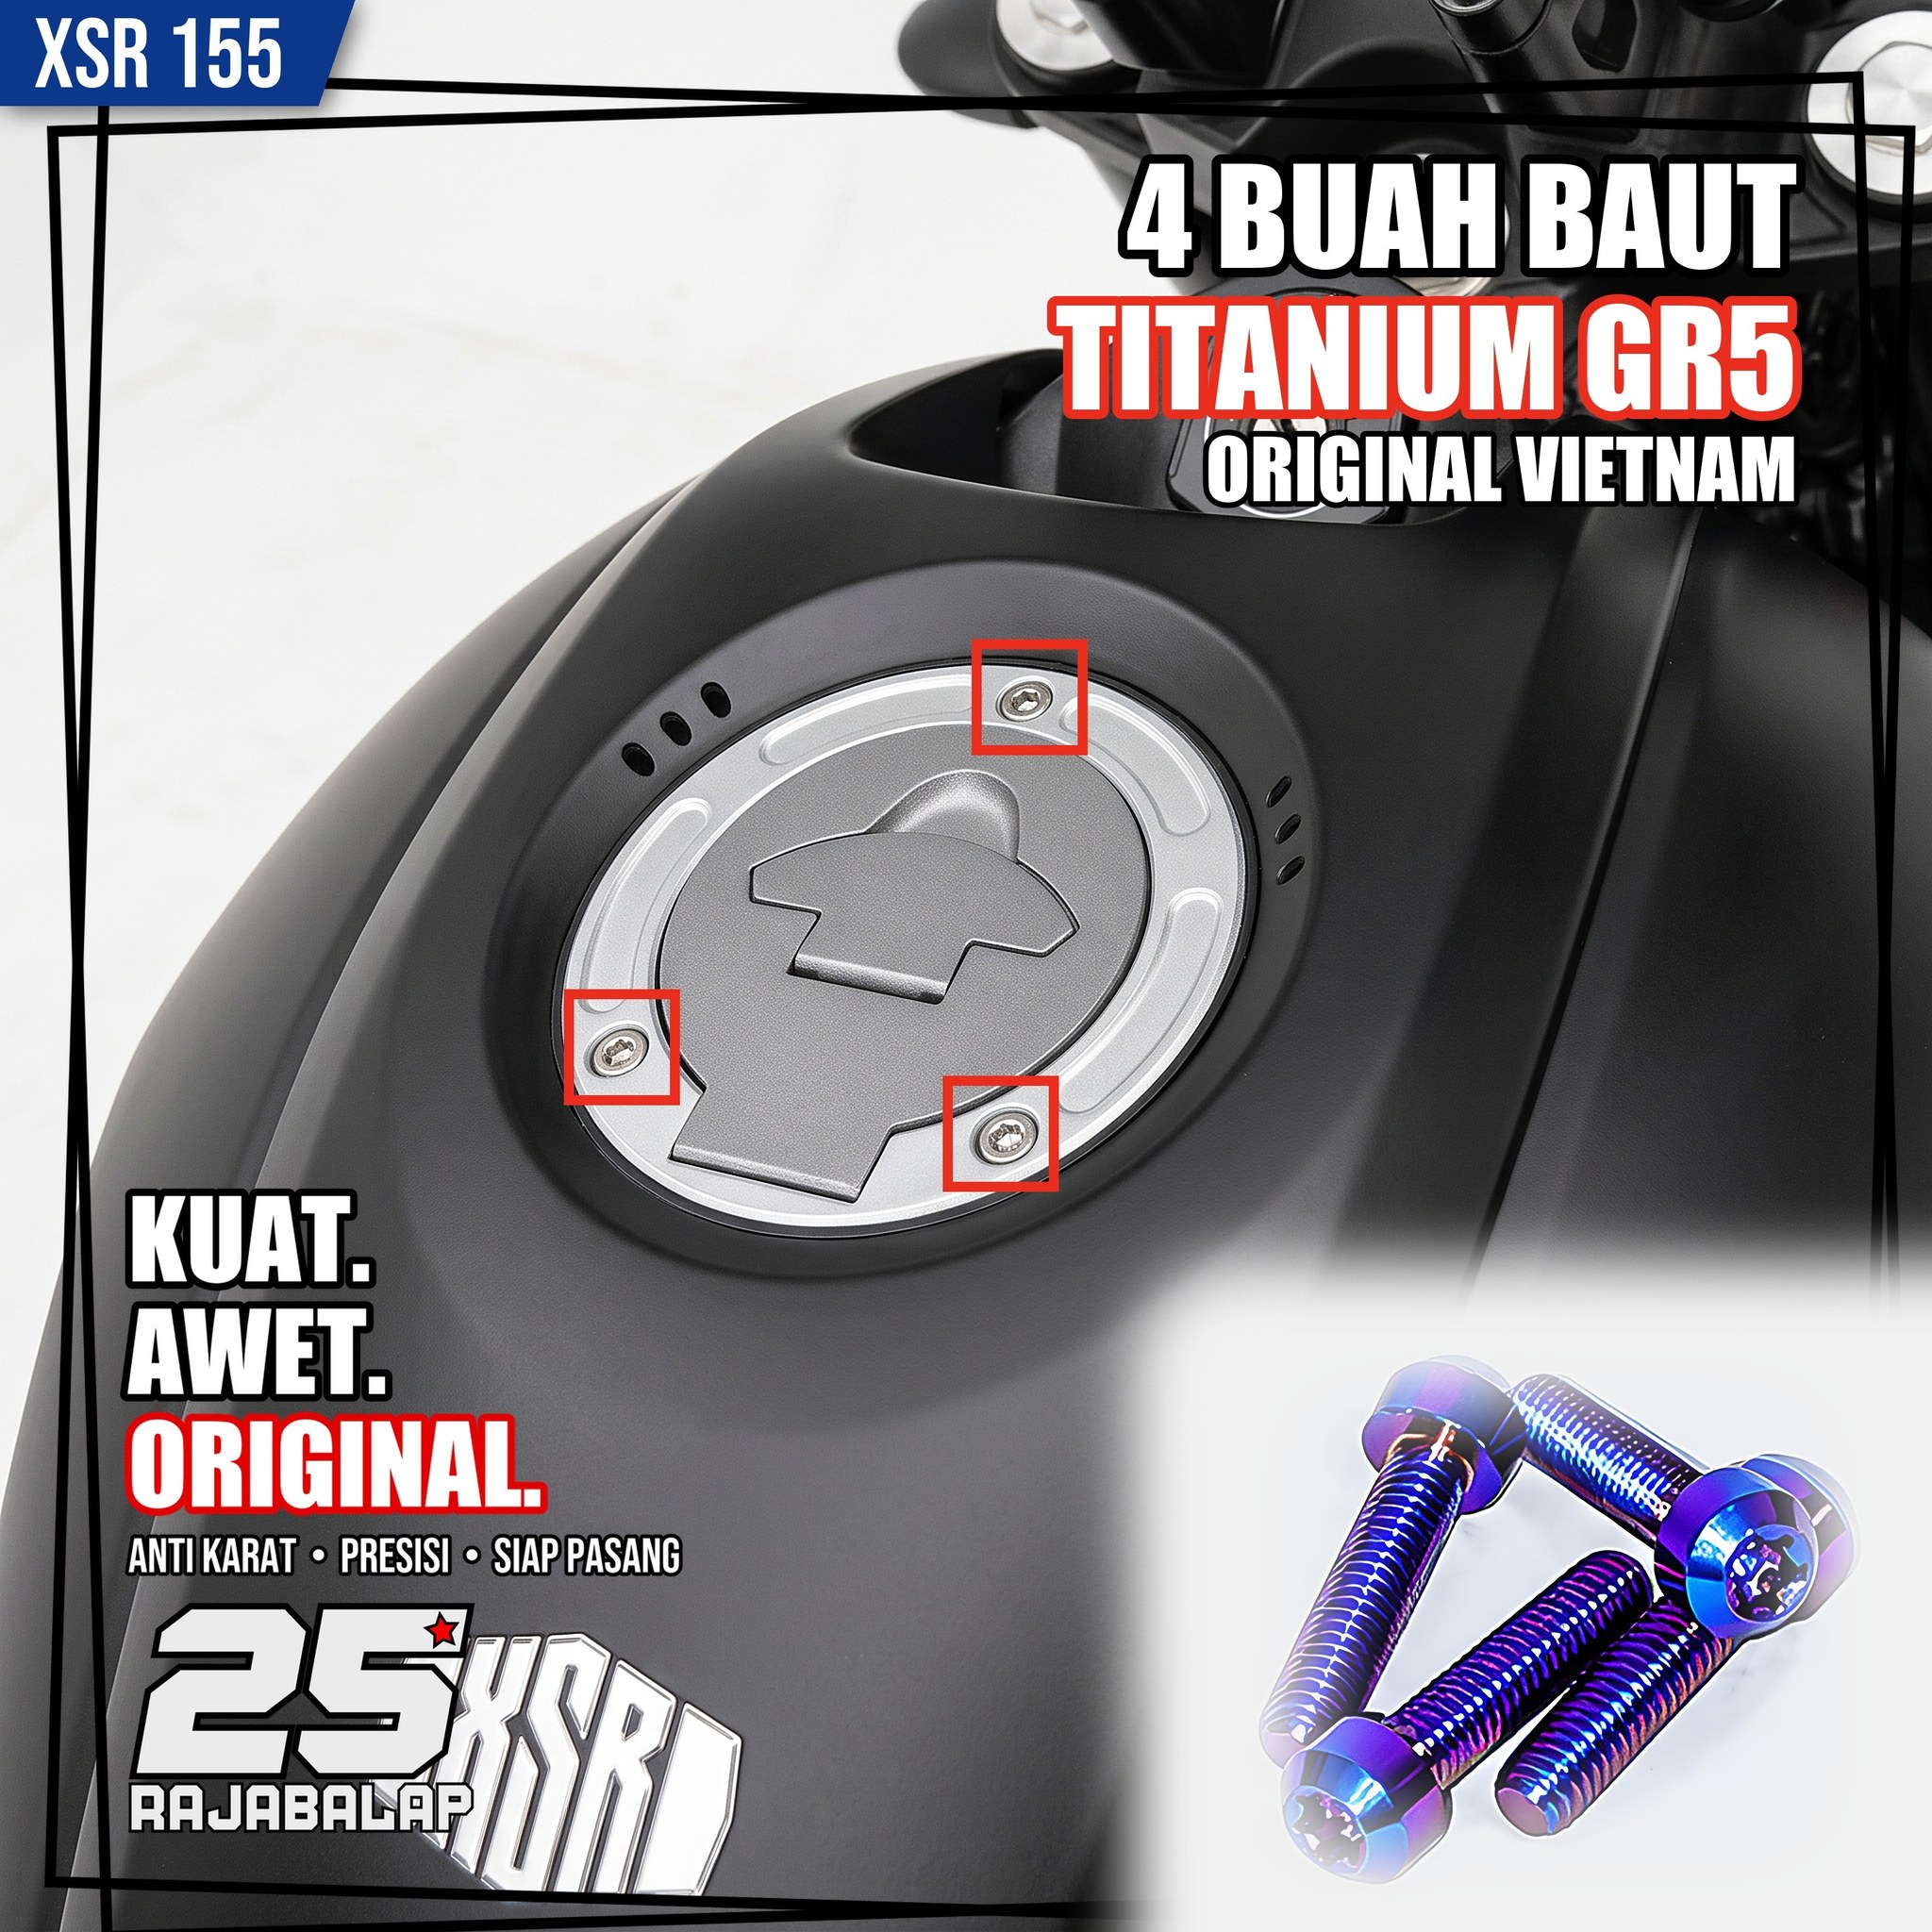 XSR 155
4 BUAH BAUT
TITANIUM GR5
ORIGINAL VIETNAM
KUAT.
AWET.
ORIGINAL.
ANTI KARAT • PRESISI • SIAP PASANG
25
RAJABALAP
XSR